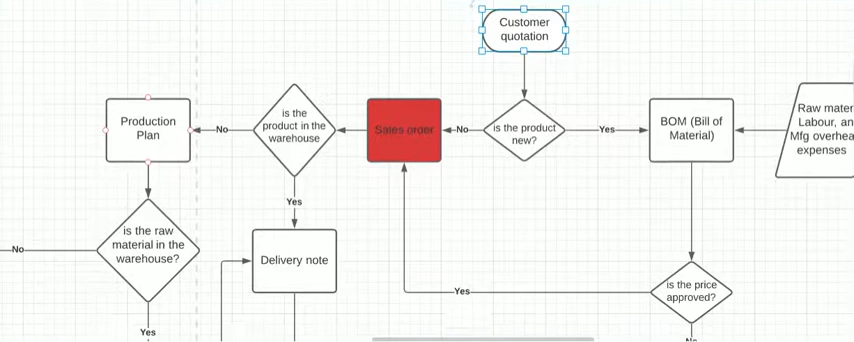 Customer
quotation
Production
Plan
No
is the
product in the
warehouse
Sales order
No
is the product
new?
Yes
BOM (Bill of
Material)
Raw mater
Labour, an
Mfg overhea
expenses
Yes
is the raw
material in the
warehouse?
No
Delivery note
Yes
is the price
approved?
Yes
No